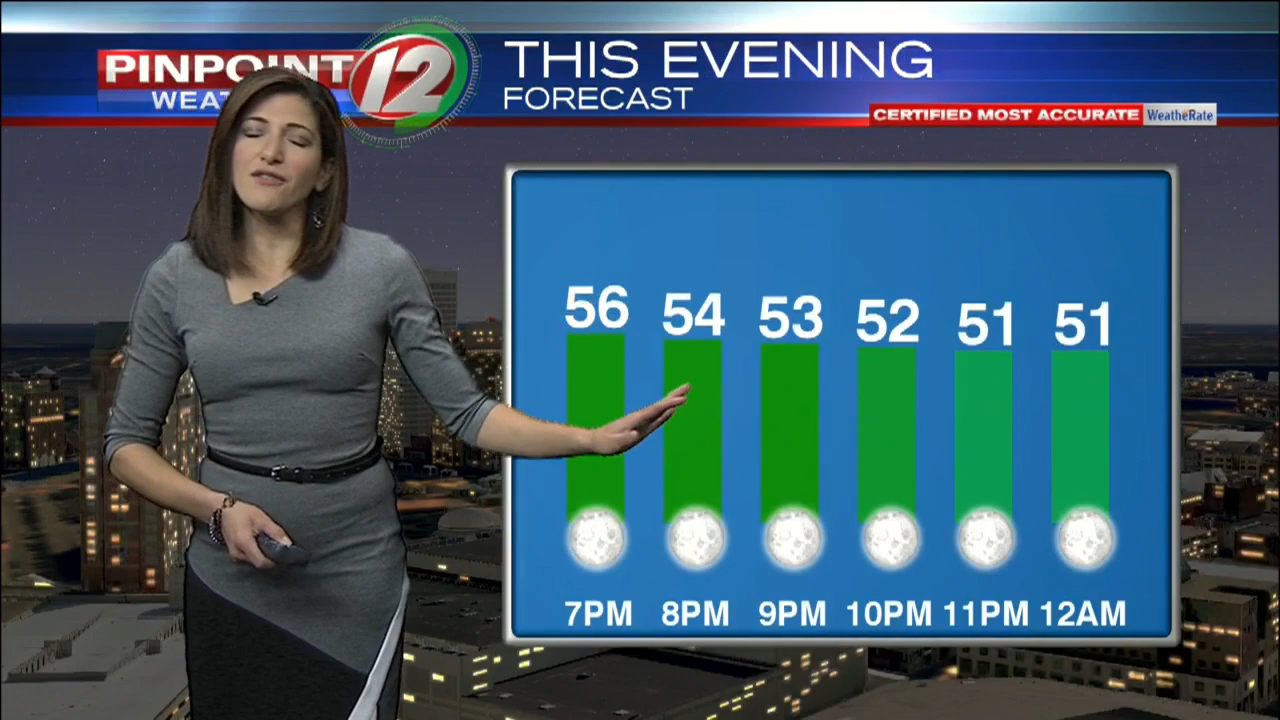 PINPOINT
12
THIS EVENING
FORECAST
CERTIFIED MOST ACCURATE WeatheRate
56 54 53 52 51 51
7PM 8PM 9PM 10PM 11PM 12AM